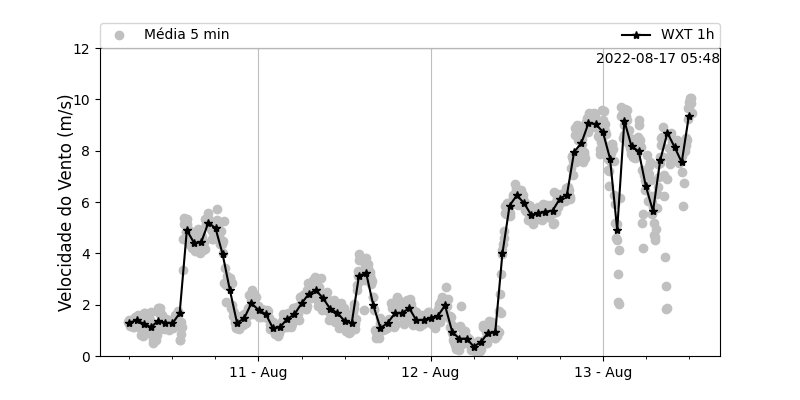 Média 5 min
WXT 1h
2022-08-17 05:48
Velocidade do Vento (m/s)
12
10
8
6
4
2
0
11 - Aug
12 - Aug
13 - Aug